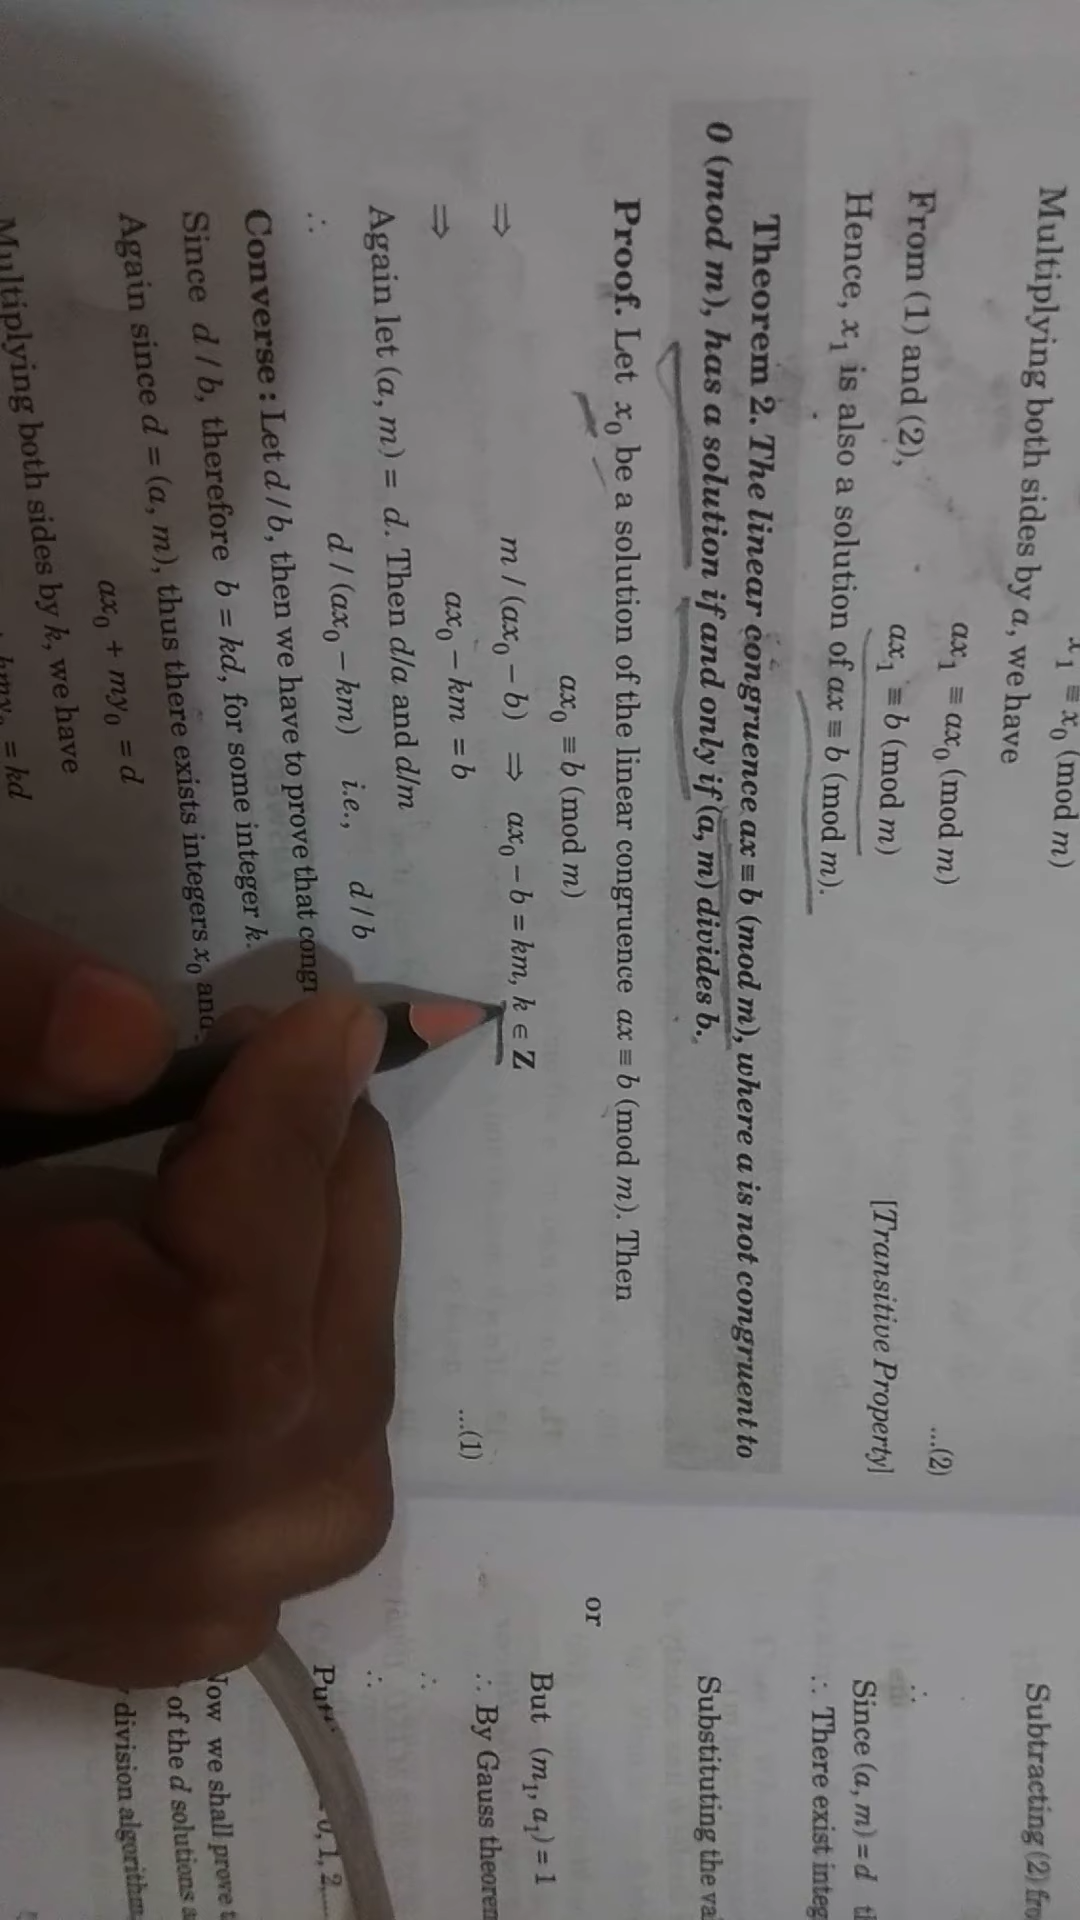 x₁ ≡ x₀ (mod m)
Multiplying both sides by a, we have
ax₁ ≡ ax₀ (mod m) ...(2)
From (1) and (2),
ax₁ ≡ b (mod m) [Transitive Property]
Hence, x₁ is also a solution of ax ≡ b (mod m).
Theorem 2. The linear congruence ax ≡ b (mod m), where a is not congruent to
0 (mod m), has a solution if and only if (a, m) divides b.
Proof. Let x₀ be a solution of the linear congruence ax ≡ b (mod m). Then
ax₀ ≡ b (mod m)
⇒ m / (ax₀ – b) ⇒ ax₀ – b = km, k ∈ Z
⇒ ax₀ – km = b ...(1)
Again let (a, m) = d. Then d/a and d/m
∴ d / (ax₀ – km) i.e., d / b
Converse : Let d / b, then we have to prove that
Since d / b, therefore b = kd, for some integer k.
Again since d = (a, m), thus there exists integers x₀ and
ax₀ + my₀ = d
Multiplying both sides by k, we have
= kd
Subtracting (2)
∴
Since (a, m) = d
∴ There exist
Substituting the
or
But (m₁, a₁) = 1
∴ By Gauss theorem
∴
∴
0, 1, 2,
we shall prove
of the d solutions
division algorithm